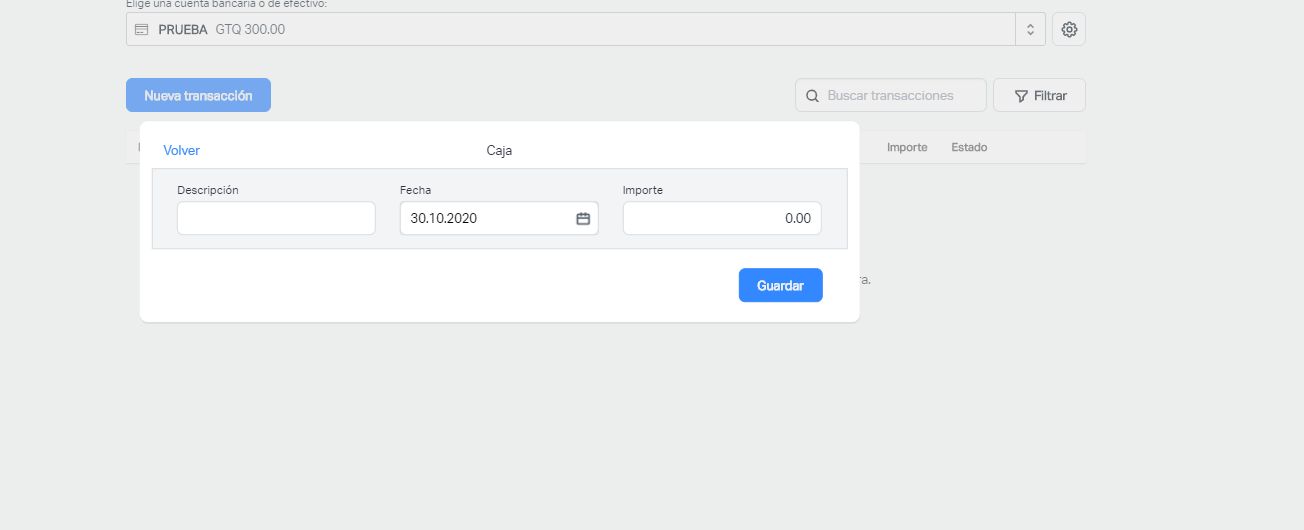 Elige una cuenta bancaria o de efectivo:
PRUEBA GTQ 300.00
Nueva transacción
Buscar transacciones
Filtrar
Importe Estado
Volver
Caja
Descripción Fecha Importe
30.10.2020 0.00
Guardar